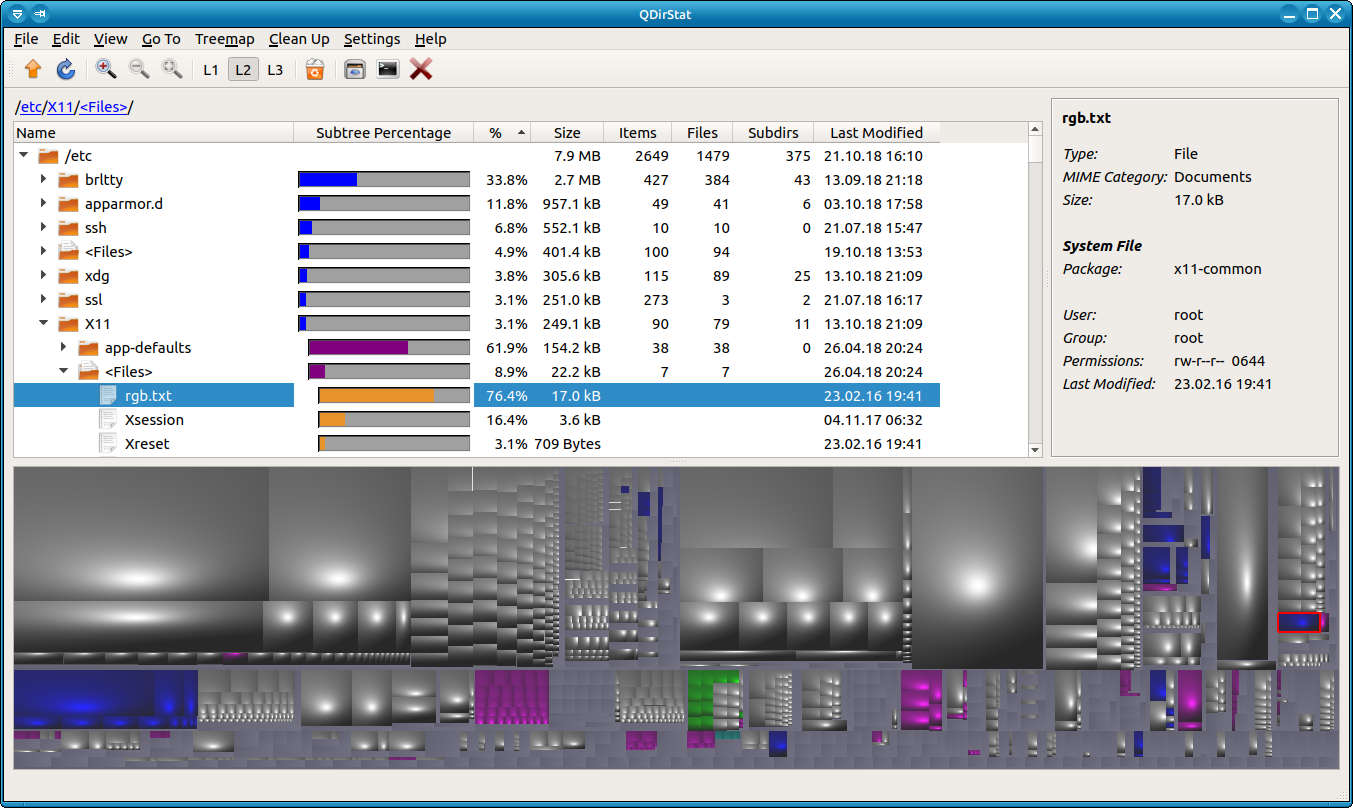 QDirStat
File Edit View Go To Treemap Clean Up Settings Help
L1 L2 L3
/etc/X11/<Files>/
Name Subtree Percentage % Size Items Files Subdirs Last Modified
/etc 7.9 MB 2649 1479 375 21.10.18 16:10
brltty 33.8% 2.7 MB 427 384 43 13.09.18 21:18
apparmor.d 11.8% 957.1 kB 49 41 6 03.10.18 17:58
ssh 6.8% 552.1 kB 10 10 0 21.07.18 15:47
<Files> 4.9% 401.4 kB 100 94 19.10.18 13:53
xdg 3.8% 305.6 kB 115 89 25 13.10.18 21:09
ssl 3.1% 251.0 kB 273 3 2 21.07.18 16:17
X11 3.1% 249.1 kB 90 79 11 13.10.18 21:09
app-defaults 61.9% 154.2 kB 38 38 0 26.04.18 20:24
<Files> 8.9% 22.2 kB 7 7 26.04.18 20:24
rgb.txt 76.4% 17.0 kB 23.02.16 19:41
Xsession 16.4% 3.6 kB 04.11.17 06:32
Xreset 3.1% 709 Bytes 23.02.16 19:41
rgb.txt
Type: File
MIME Category: Documents
Size: 17.0 kB
System File
Package: x11-common
User: root
Group: root
Permissions: rw-r--r-- 0644
Last Modified: 23.02.16 19:41